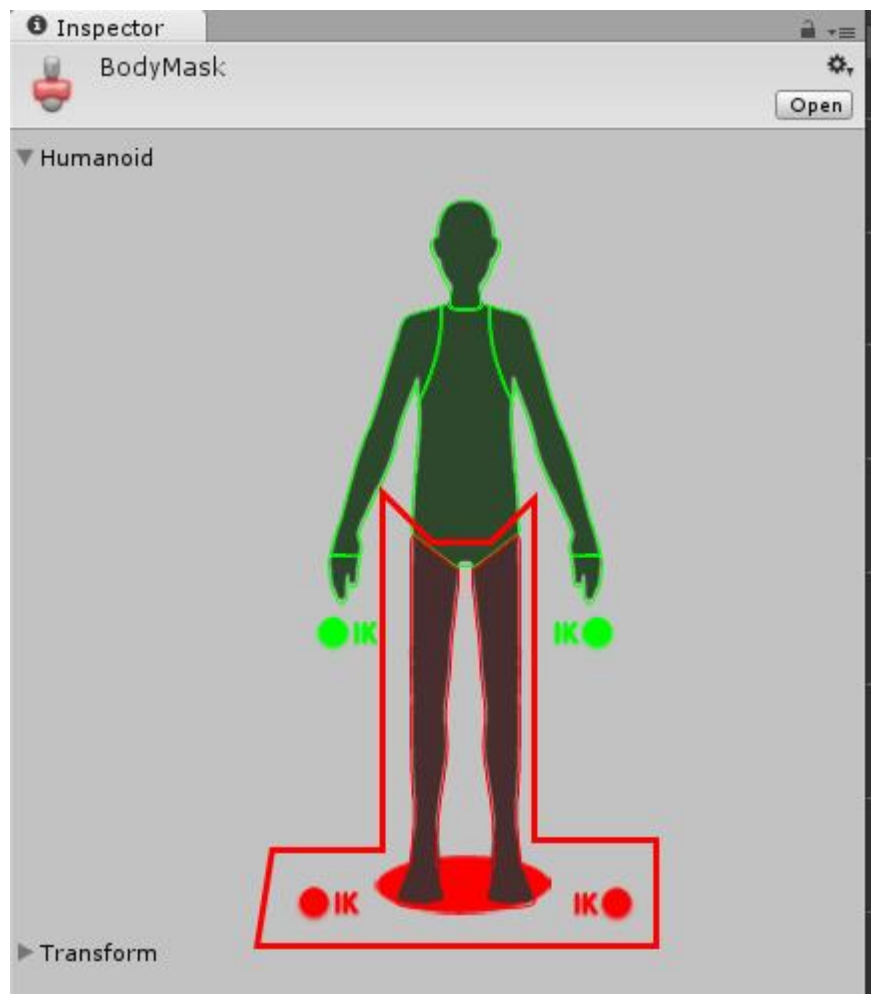 Inspector
BodyMask
Open
Humanoid
IK IK
IK IK
Transform